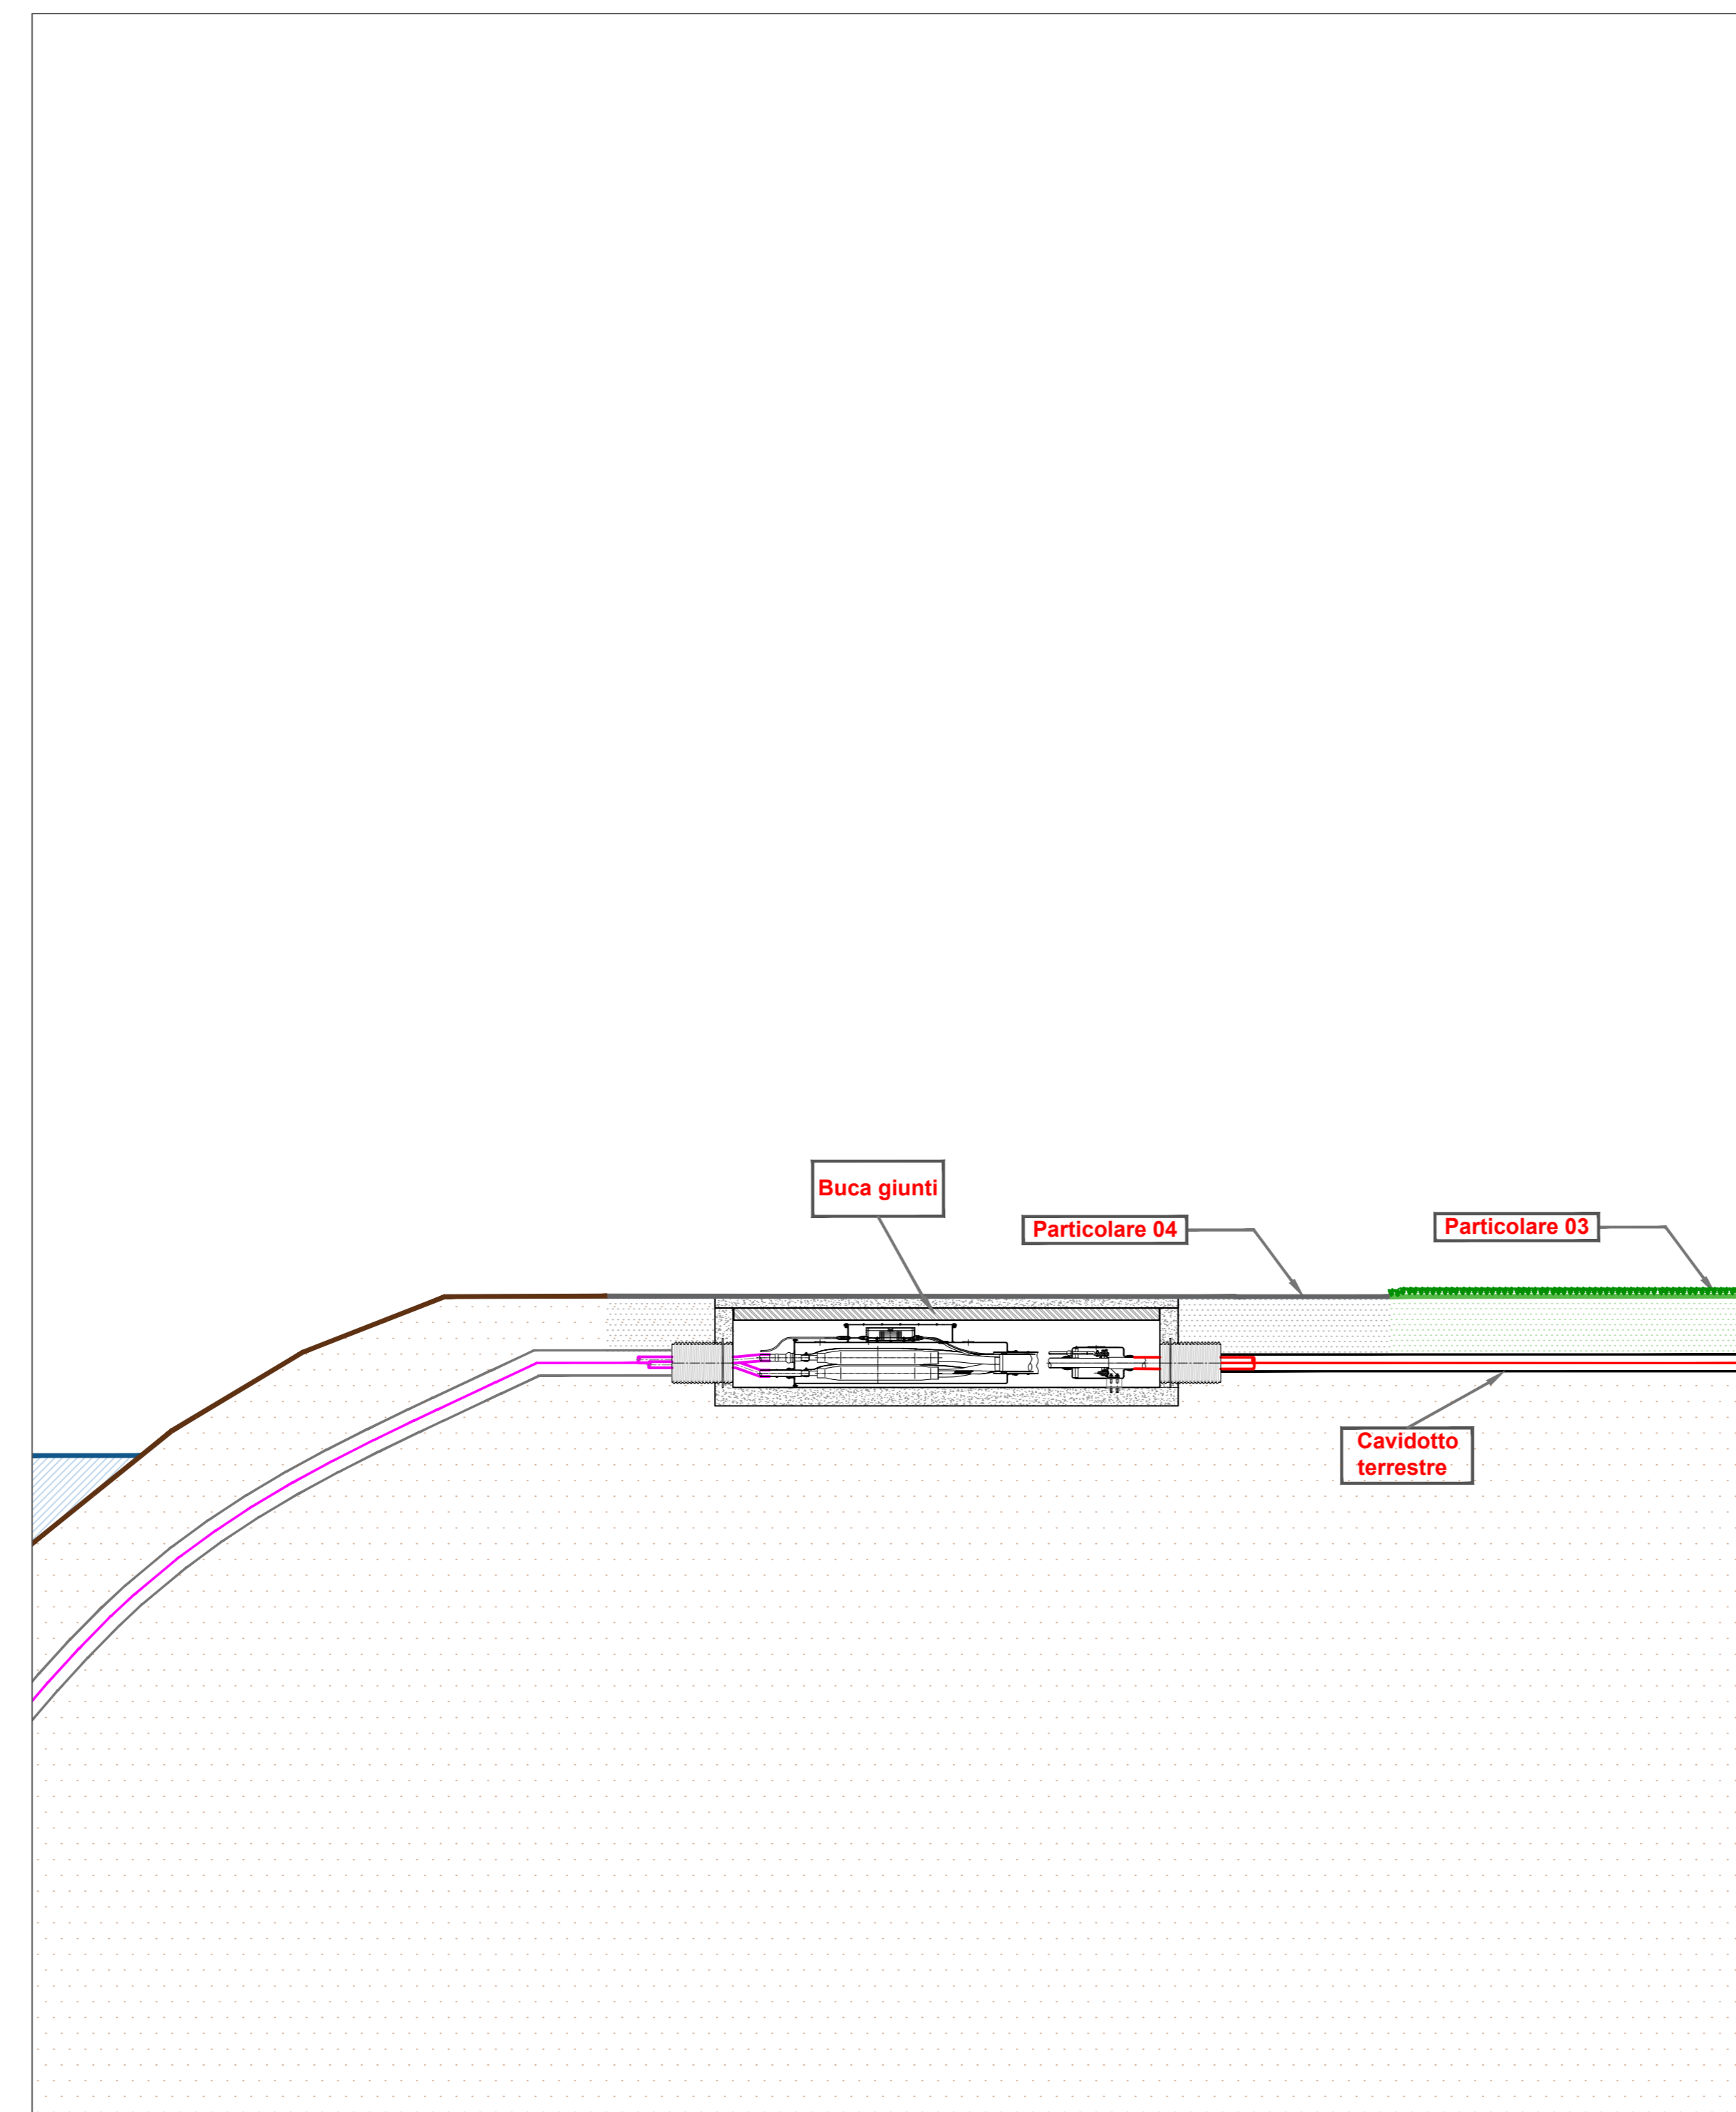 Buca giunti
Particolare 04
Particolare 03
Cavidotto
terrestre